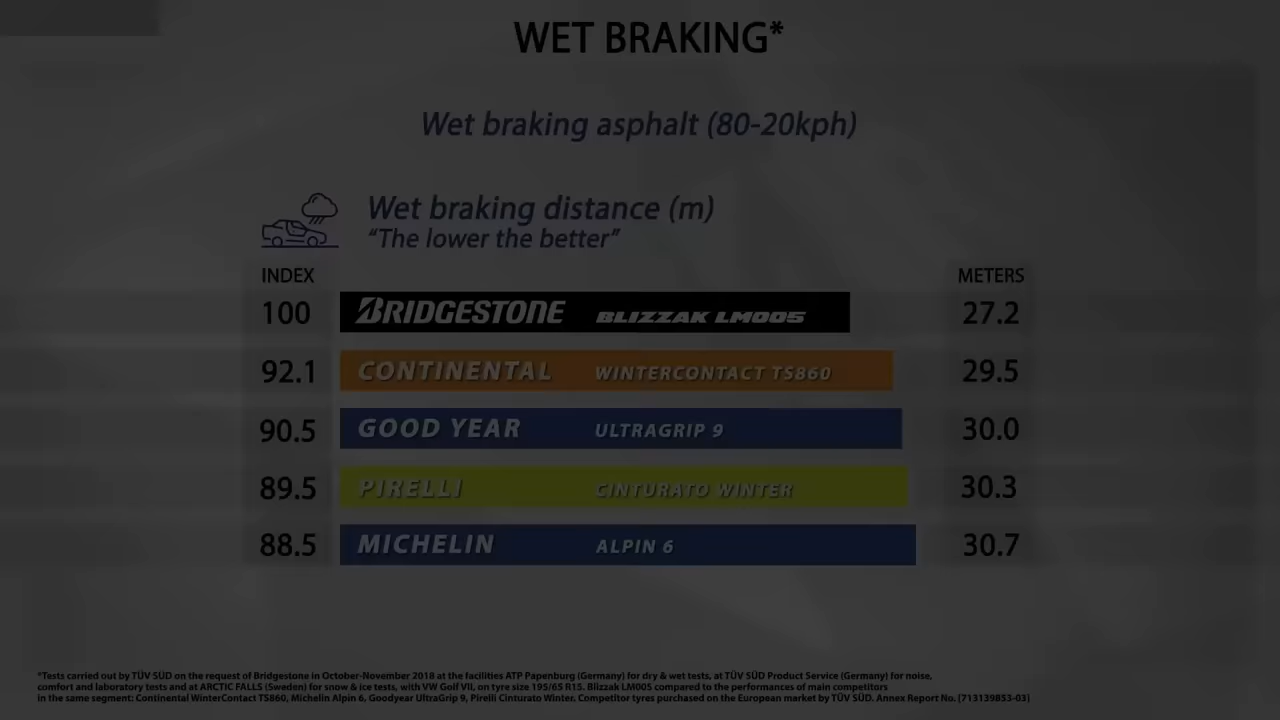 WET BRAKING*
Wet braking asphalt (80-20kph)
Wet braking distance (m)
“The lower the better”
INDEX METERS
100 BRIDGESTONE BLIZZAK LM005 27.2
92.1 CONTINENTAL WINTERCONTACT TS860 29.5
90.5 GOOD YEAR ULTRAGRIP 9 30.0
89.5 PIRELLI CINTURATO WINTER 30.3
88.5 MICHELIN ALPIN 6 30.7
*Tests carried out by TÜV SÜD on the request of Bridgestone in October-November 2018 at the facilities ATP Papenburg (Germany) for dry & wet tests, at TÜV SÜD Product Service (Germany) for noise,
comfort and laboratory tests and at ARCTIC FALLS (Sweden) for snow & ice tests, with VW Golf VII, on tyre size 195/65 R15. Blizzak LM005 compared to the performances of main competitors
in the same segment: Continental WinterContact TS860, Michelin Alpin 6, Goodyear UltraGrip 9, Pirelli Cinturato Winter. Competitor tyres purchased on the European market by TÜV SÜD. Annex Report No. (713139853-03)